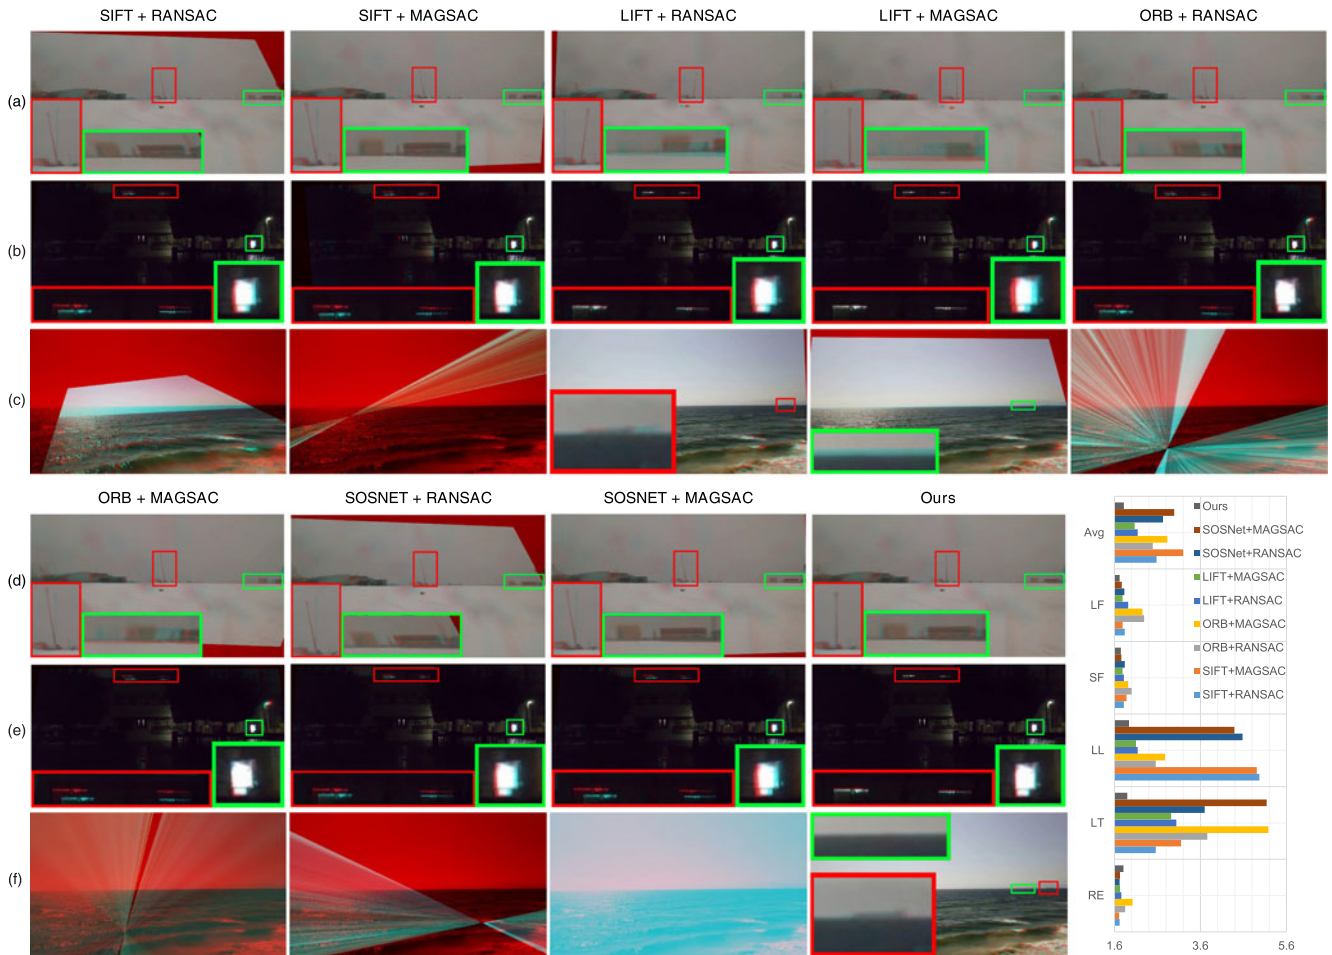 SIFT + RANSAC
SIFT + MAGSAC
LIFT + RANSAC
LIFT + MAGSAC
ORB + RANSAC
(a)
(b)
(c)
ORB + MAGSAC
SOSNET + RANSAC
SOSNET + MAGSAC
Ours
(d)
(e)
(f)
Avg
LF
SF
LL
LT
RE
Ours
SOSNet+MAGSAC
SOSNet+RANSAC
LIFT+MAGSAC
LIFT+RANSAC
ORB+MAGSAC
ORB+RANSAC
SIFT+MAGSAC
SIFT+RANSAC
1.6
3.6
5.6